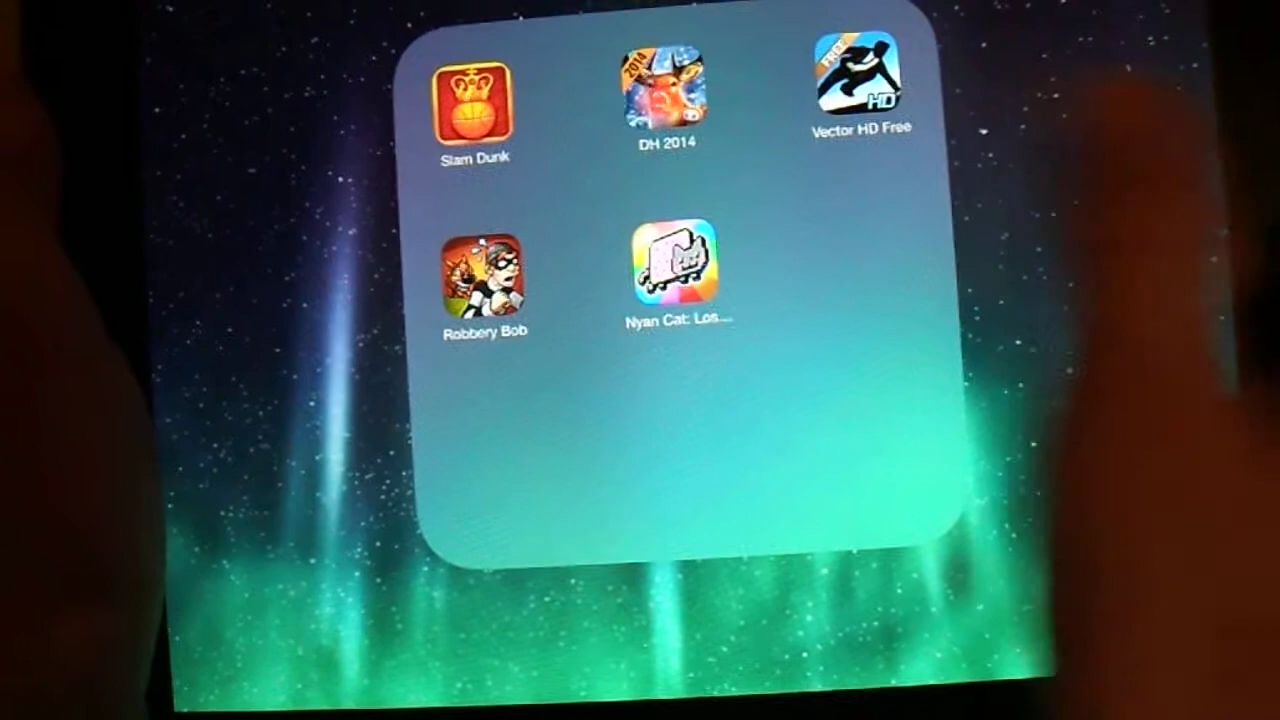 2014
FREE
HD
Slam Dunk
DH 2014
Vector HD Free
Robbery Bob
Nyan Cat: Los...